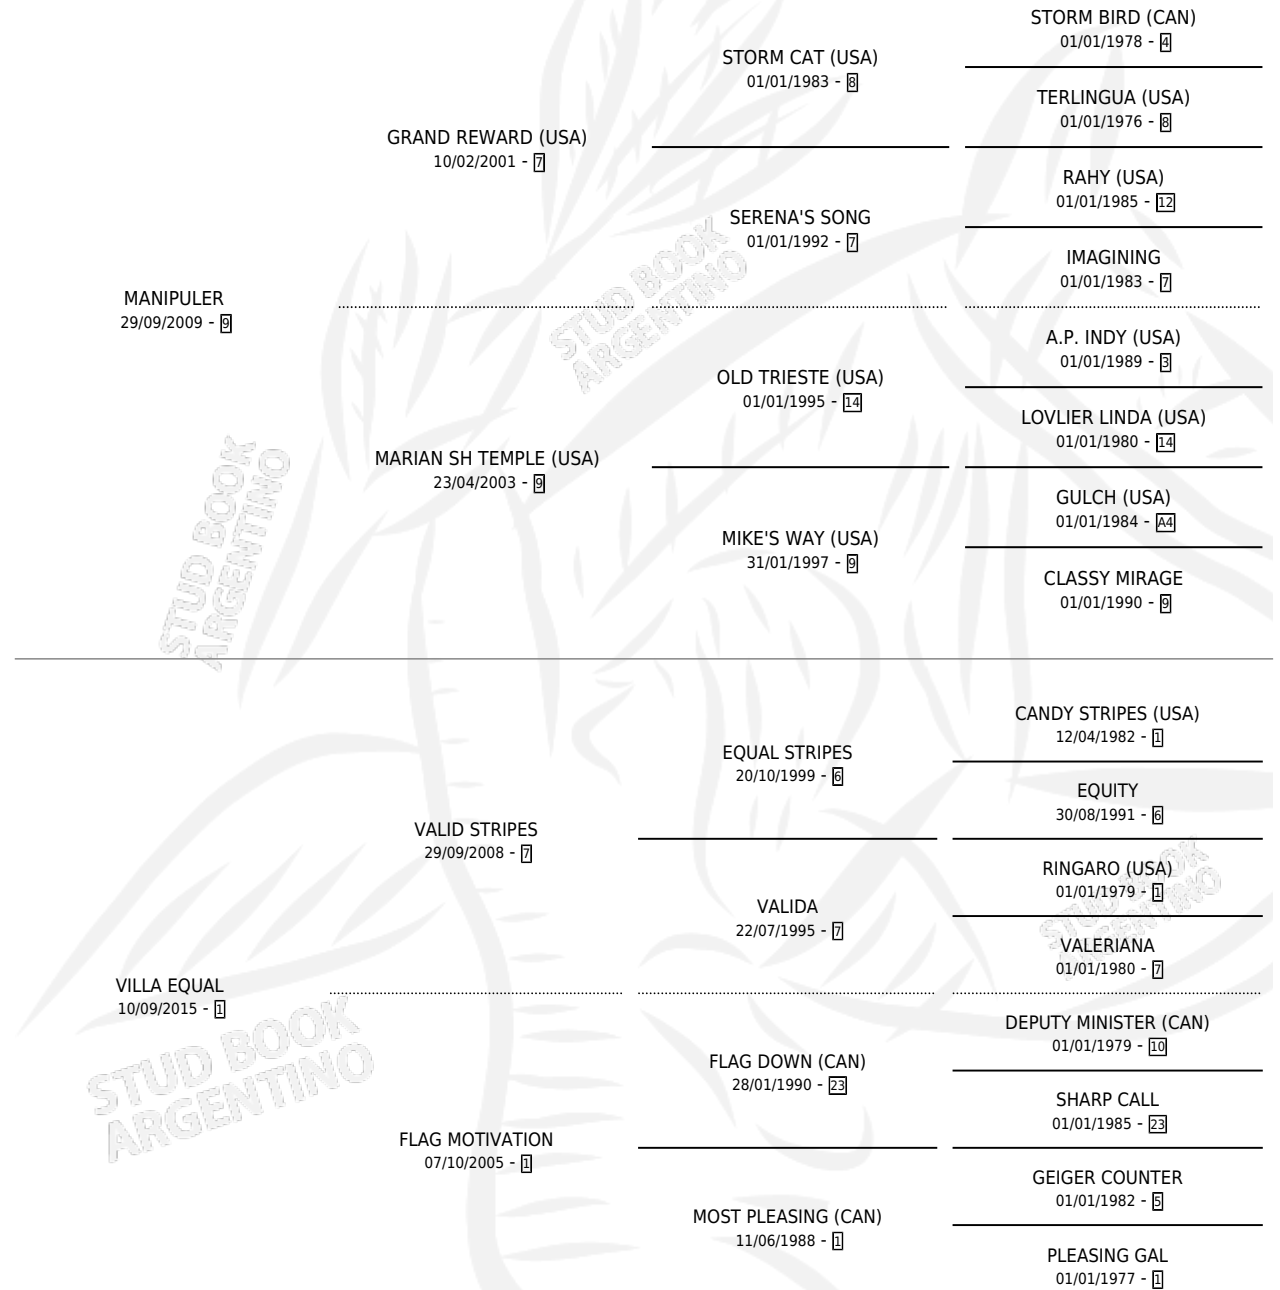 STORM BIRD (CAN)
01/01/1978 - 4
STORM CAT (USA)
01/01/1983 - 8
TERLINGUA (USA)
01/01/1976 - 8
GRAND REWARD (USA)
10/02/2001 - 7
RAHY (USA)
01/01/1985 - 12
SERENA'S SONG
01/01/1992 - 7
IMAGINING
01/01/1983 - 7
MANIPULER
29/09/2009 - 9
A.P. INDY (USA)
01/01/1989 - 3
OLD TRIESTE (USA)
01/01/1995 - 14
LOVLIER LINDA (USA)
01/01/1980 - 14
MARIAN SH TEMPLE (USA)
23/04/2003 - 9
GULCH (USA)
01/01/1984 - A4
MIKE'S WAY (USA)
31/01/1997 - 9
CLASSY MIRAGE
01/01/1990 - 9
CANDY STRIPES (USA)
12/04/1982 - 1
EQUAL STRIPES
20/10/1999 - 6
EQUITY
30/08/1991 - 6
VALID STRIPES
29/09/2008 - 7
RINGARO (USA)
01/01/1979 - 1
VALIDA
22/07/1995 - 7
VALERIANA
01/01/1980 - 7
VILLA EQUAL
10/09/2015 - 1
DEPUTY MINISTER (CAN)
01/01/1979 - 10
FLAG DOWN (CAN)
28/01/1990 - 23
SHARP CALL
01/01/1985 - 23
FLAG MOTIVATION
07/10/2005 - 1
GEIGER COUNTER
01/01/1982 - 5
MOST PLEASING (CAN)
11/06/1988 - 1
PLEASING GAL
01/01/1977 - 1
STUD BOOK
ARGENTINO
STUD BOOK
ARGENTINO
STUD BOOK
ARGENTINO
STUD BOOK
ARGENTINO